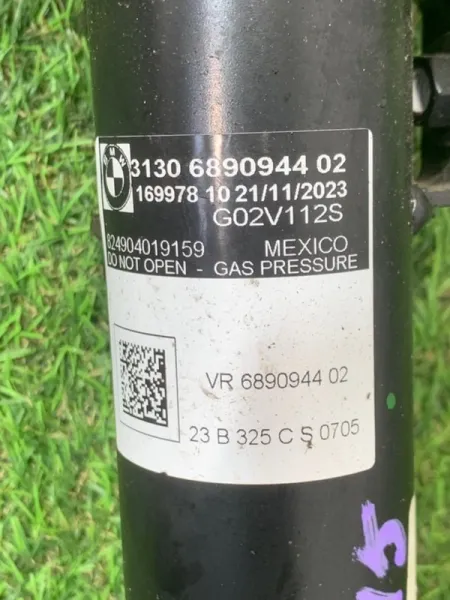 BMW
3130 6890944 02
169978 10 21/11/2023
G02V112S
824904019159 MEXICO
DO NOT OPEN - GAS PRESSURE
VR 6890944 02
23 B 325 C S 0705